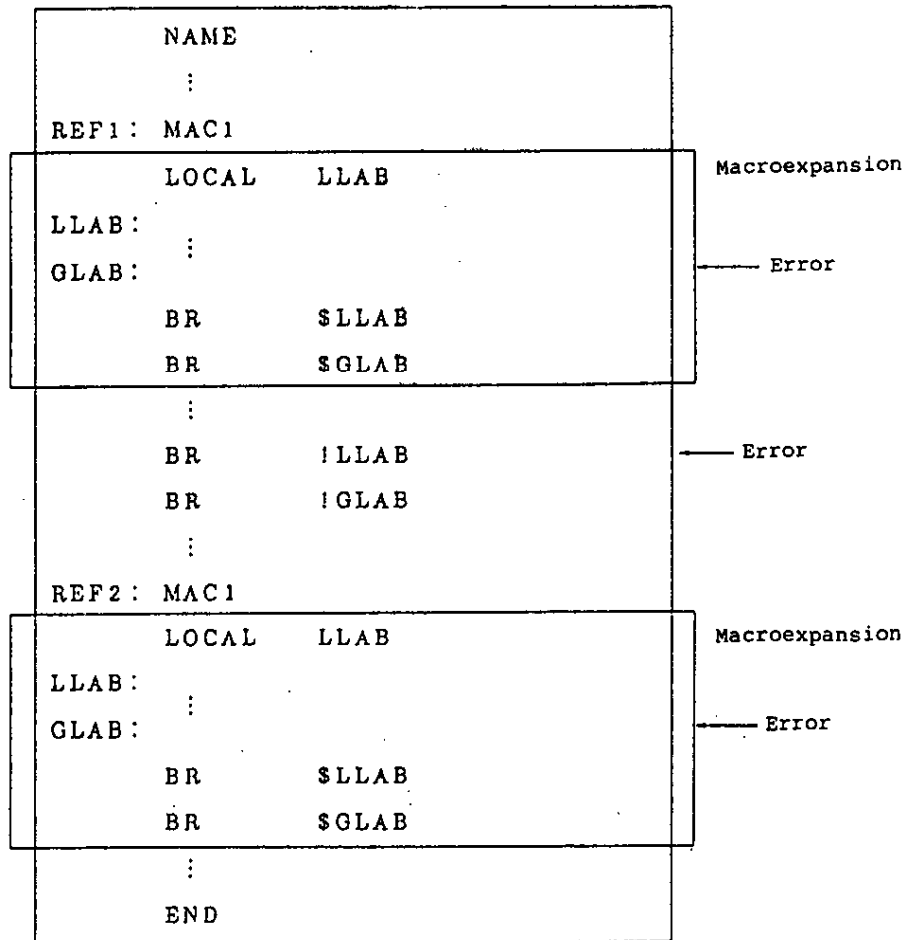 NAME
⋮
REF1: MAC1
LOCAL LLAB Macroexpansion
LLAB:
⋮
GLAB: Error
BR $LLAB
BR $GLAB
⋮
BR !LLAB Error
BR !GLAB
⋮
REF2: MAC1
LOCAL LLAB Macroexpansion
LLAB:
⋮
GLAB: Error
BR $LLAB
BR $GLAB
⋮
END